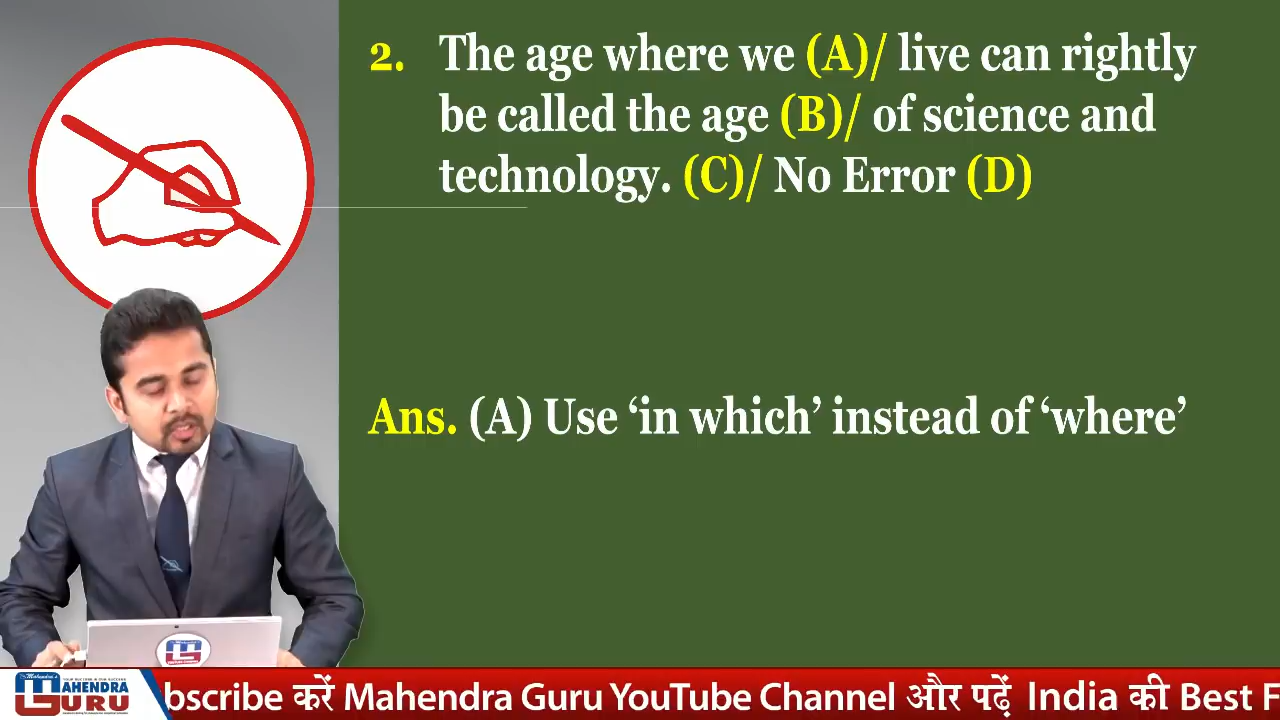 2. The age where we (A)/ live can rightly
be called the age (B)/ of science and
technology. (C)/ No Error (D)
Ans. (A) Use ‘in which’ instead of ‘where’
Mahendra's
MAHENDRA
GURU
bscribe करें Mahendra Guru YouTube Channel और पढ़ें India की Best F